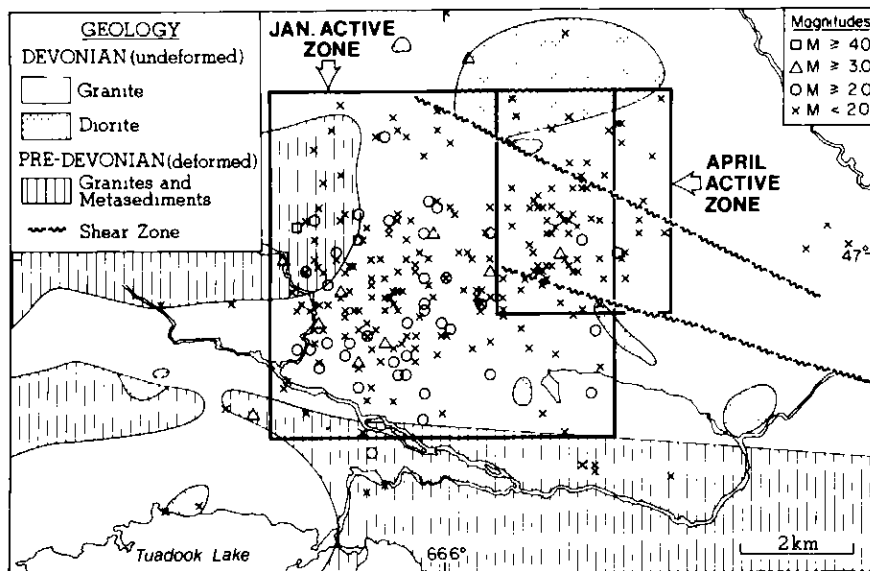 GEOLOGY
DEVONIAN (undeformed)
Granite
Diorite
PRE-DEVONIAN (deformed)
Granites and
Metasediments
Shear Zone
JAN. ACTIVE
ZONE
Magnitudes
M ≥ 40
M ≥ 3.0
M ≥ 20
M < 20
APRIL
ACTIVE
ZONE
47°
Tuadook Lake
666°
2km